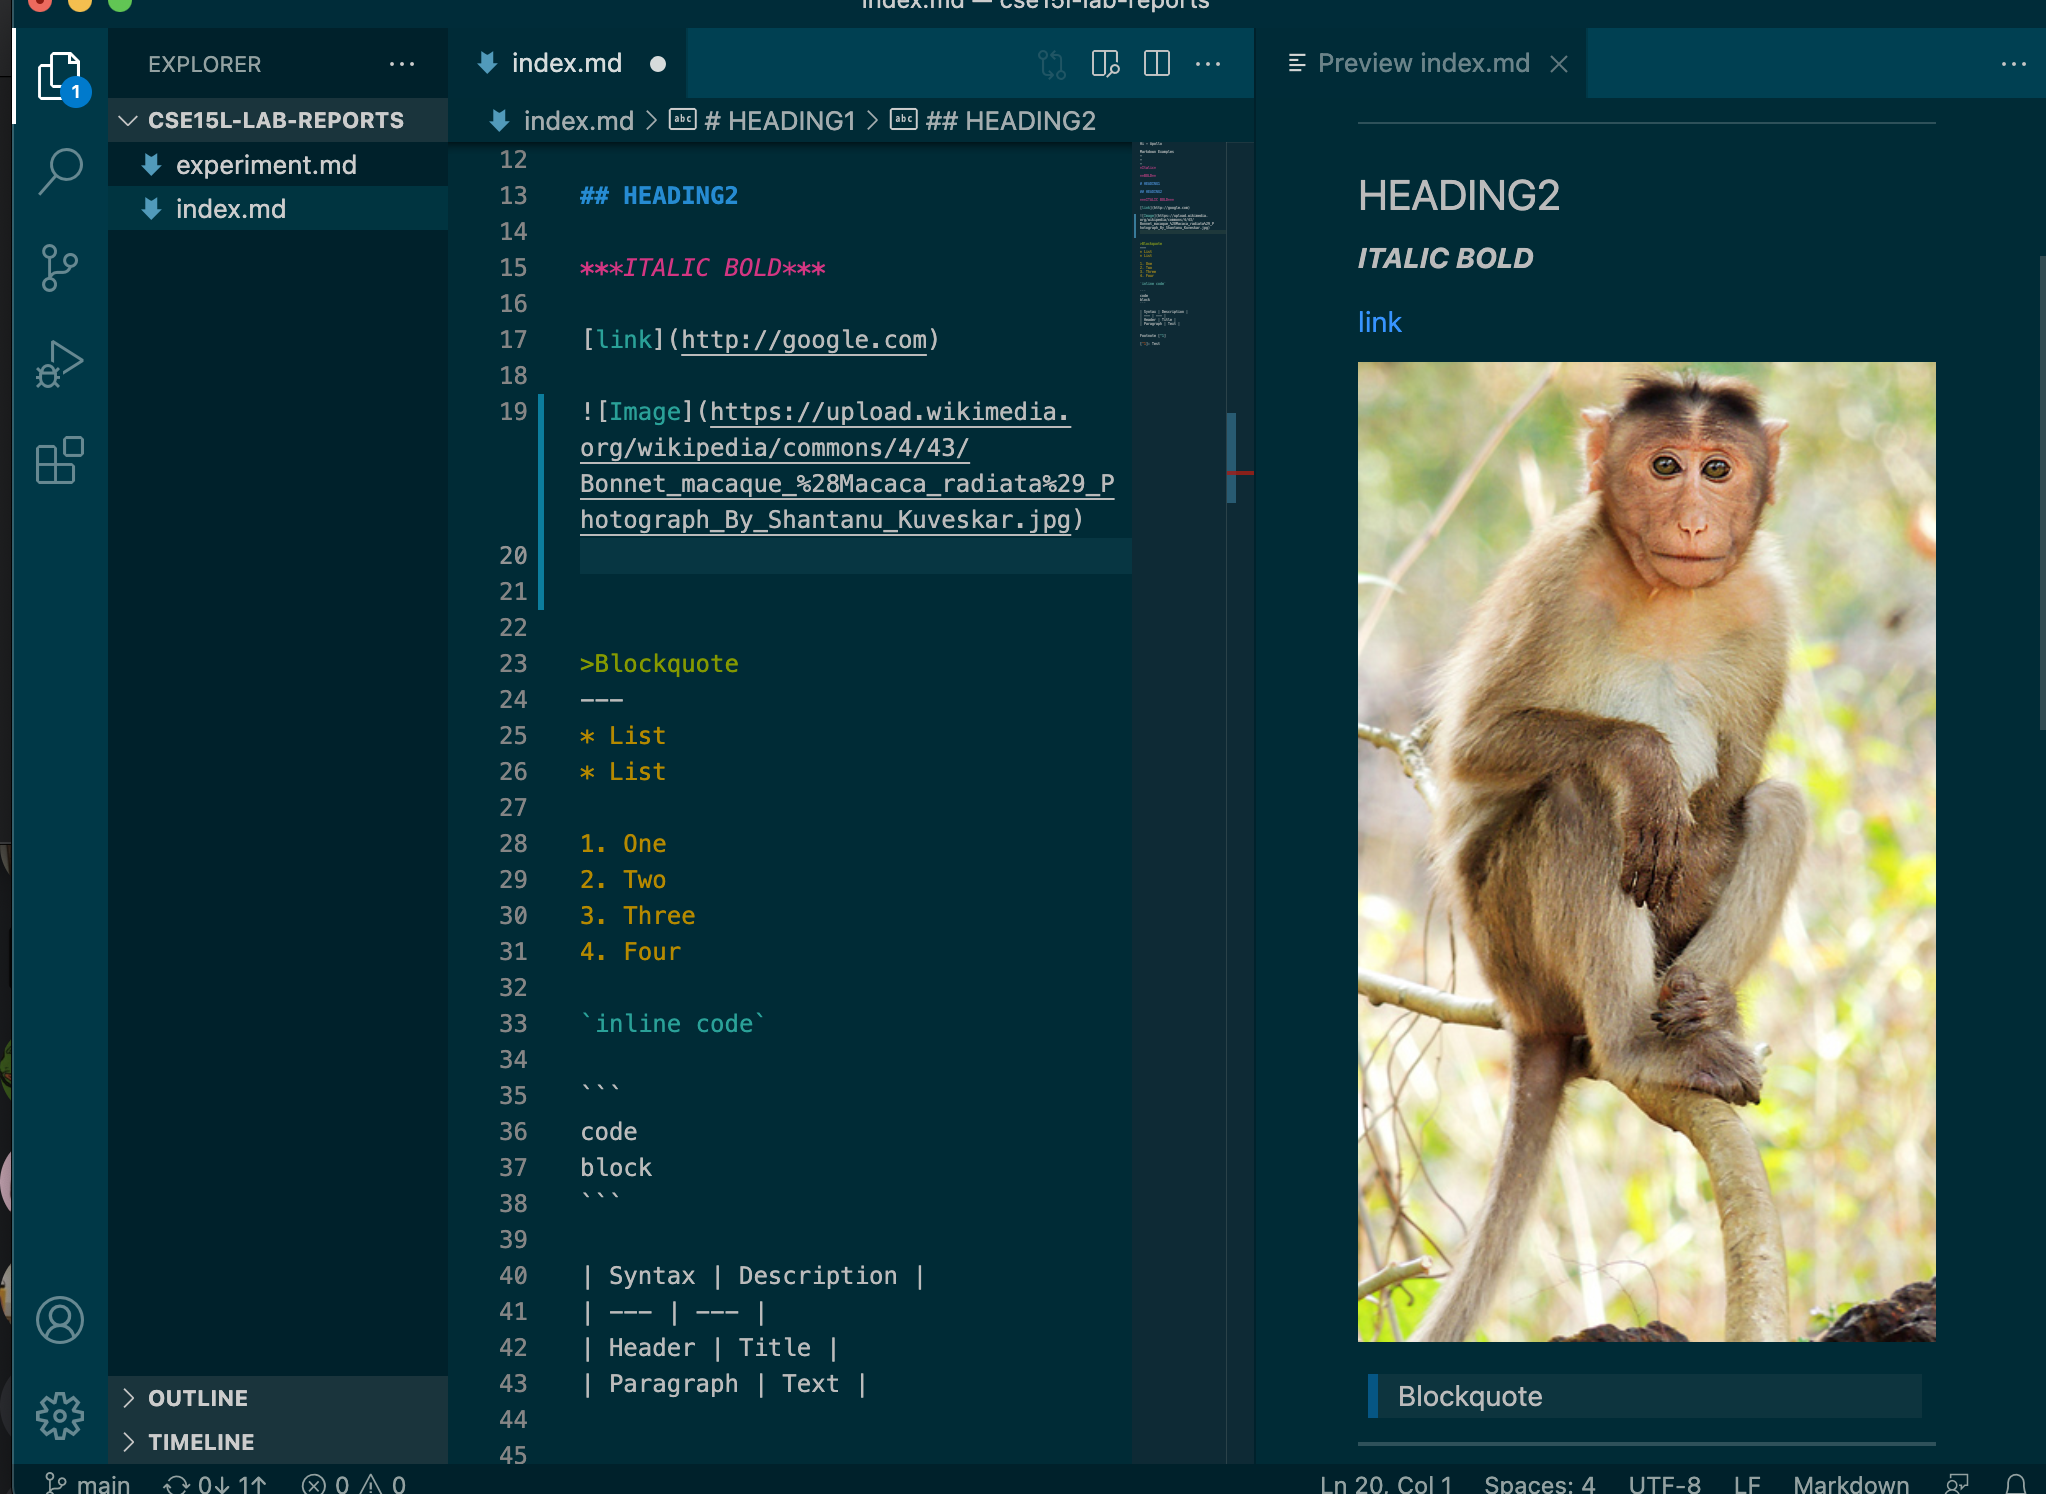 index.md — cse15l-lab-reports
1
EXPLORER
index.md
Preview index.md
CSE15L-LAB-REPORTS
experiment.md
index.md
index.md > abc # HEADING1 > abc ## HEADING2
12
13 ## HEADING2
14
15 ***ITALIC BOLD***
16
17 [link](http://google.com)
18
19 ![Image](https://upload.wikimedia.
org/wikipedia/commons/4/43/
Bonnet_macaque_%28Macaca_radiata%29_P
hotograph_By_Shantanu_Kuveskar.jpg)
20
21
22
23 >Blockquote
24 ---
25 * List
26 * List
27
28 1. One
29 2. Two
30 3. Three
31 4. Four
32
33 `inline code`
34
35 ```
36 code
37 block
38 ```
39
40 | Syntax | Description |
41 | --- | --- |
42 | Header | Title |
43 | Paragraph | Text |
44
45
HEADING2
ITALIC BOLD
link
Blockquote
OUTLINE
TIMELINE
main 0↓ 1↑ 0 0
Ln 20, Col 1 Spaces: 4 UTF-8 LF Markdown